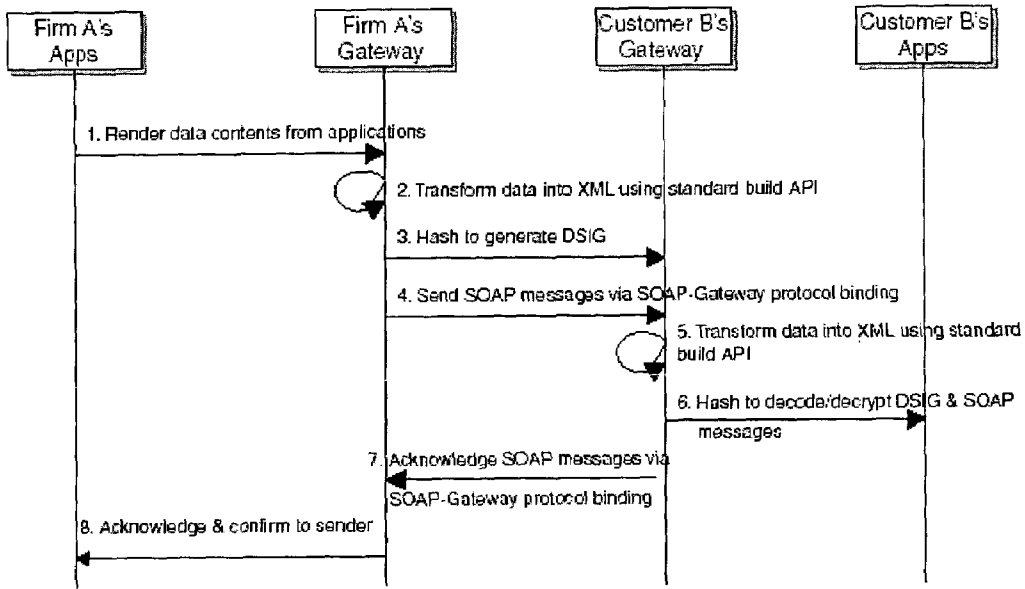 Firm A's
Apps
Firm A's
Gateway
Customer B's
Gateway
Customer B's
Apps
1. Render data contents from applications
2. Transform data into XML using standard build API
3. Hash to generate DSIG
4. Send SOAP messages via SOAP-Gateway protocol binding
5. Transform data into XML using standard
build API
6. Hash to decode/decrypt DSIG & SOAP
messages
7. Acknowledge SOAP messages via
SOAP-Gateway protocol binding
8. Acknowledge & confirm to sender